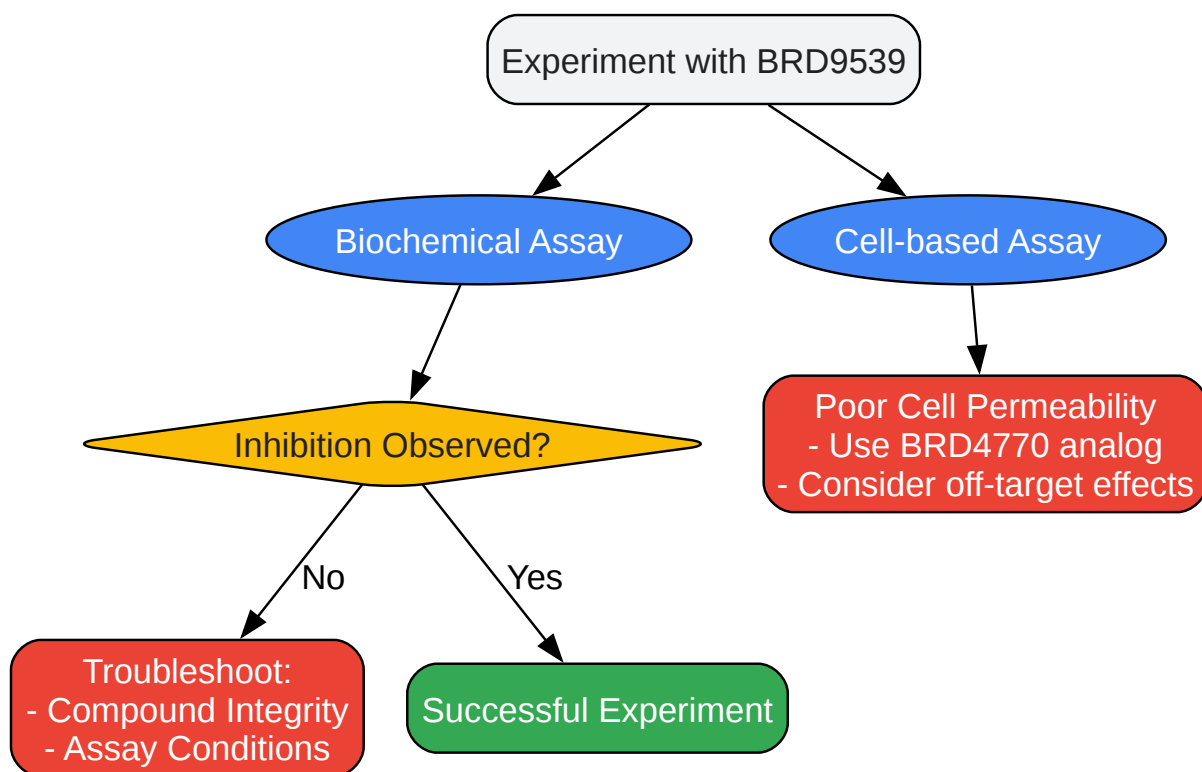 Experiment with BRD9539
Biochemical Assay
Cell-based Assay
Poor Cell Permeability
- Use BRD4770 analog
- Consider off-target effects
Inhibition Observed?
No
Yes
Troubleshoot:
- Compound Integrity
- Assay Conditions
Successful Experiment